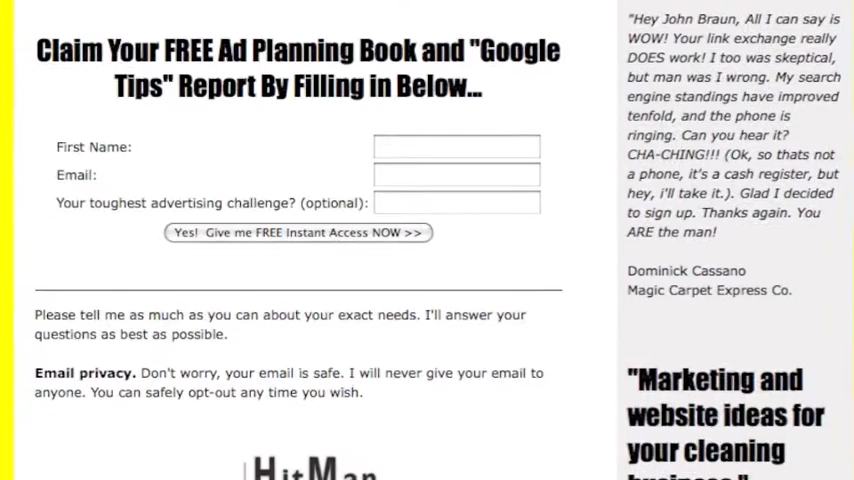 Claim Your FREE Ad Planning Book and "Google
Tips" Report By Filling in Below...
First Name:
Email:
Your toughest advertising challenge? (optional):
Yes! Give me FREE Instant Access NOW >>
Please tell me as much as you can about your exact needs. I'll answer your
questions as best as possible.
Email privacy. Don't worry, your email is safe. I will never give your email to
anyone. You can safely opt-out any time you wish.
HitMan
"Hey John Braun, All I can say is
WOW! Your link exchange really
DOES work! I too was skeptical,
but man was I wrong. My search
engine standings have improved
tenfold, and the phone is
ringing. Can you hear it?
CHA-CHING!!! (Ok, so thats not
a phone, it's a cash register, but
hey, i'll take it.). Glad I decided
to sign up. Thanks again. You
ARE the man!
Dominick Cassano
Magic Carpet Express Co.
"Marketing and
website ideas for
your cleaning
business."